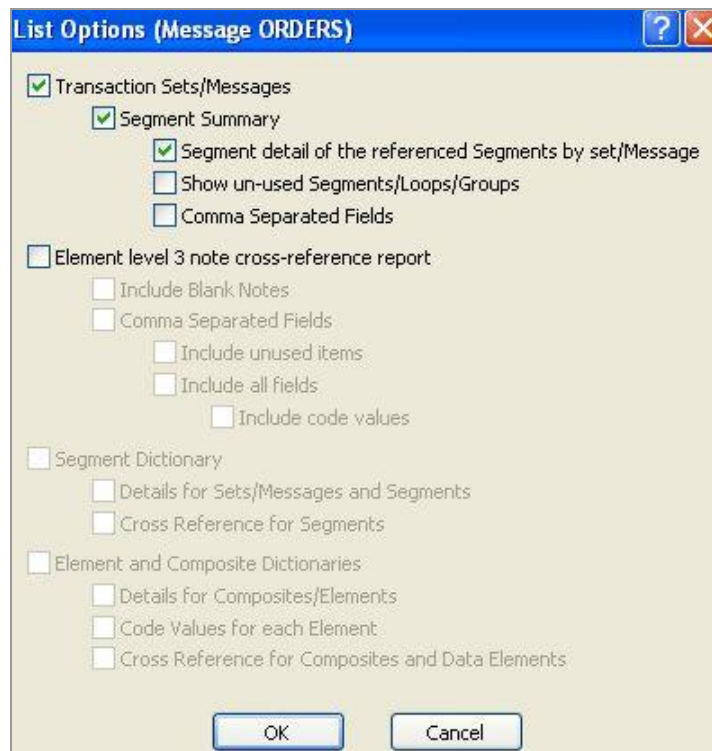 List Options (Message ORDERS)
?
Transaction Sets/Messages
Segment Summary
Segment detail of the referenced Segments by set/Message
Show un-used Segments/Loops/Groups
Comma Separated Fields
Element level 3 note cross-reference report
Include Blank Notes
Comma Separated Fields
Include unused items
Include all fields
Include code values
Segment Dictionary
Details for Sets/Messages and Segments
Cross Reference for Segments
Element and Composite Dictionaries
Details for Composites/Elements
Code Values for each Element
Cross Reference for Composites and Data Elements
OK Cancel